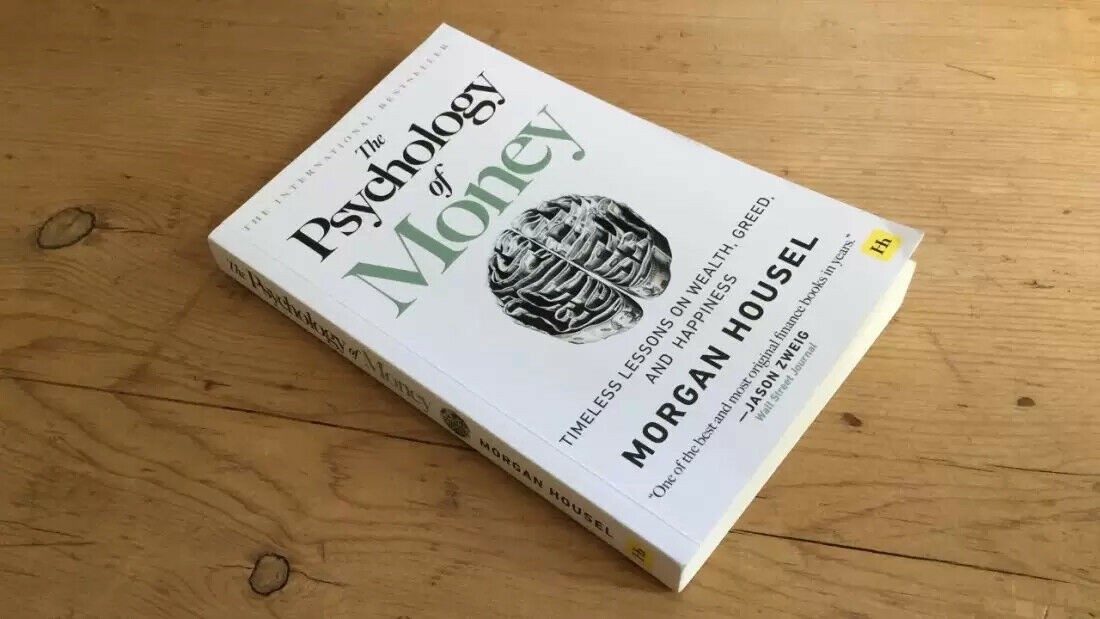 THE INTERNATIONAL BESTSELLER
The
Psychology
of
Money
TIMELESS LESSONS ON WEALTH, GREED,
AND HAPPINESS
MORGAN HOUSEL
"One of the best and most original finance books in years."
—JASON ZWEIG
Wall Street Journal
Hh
The Psychology of Money MORGAN HOUSEL Hh